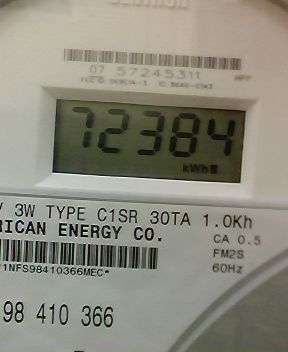 07 57245311
72384
kWh
V 3W TYPE C1SR 30TA 1.0Kh
RICAN ENERGY CO.
CA 0.5
FM2S
60Hz
1NFS98410366MEC*
98 410 366